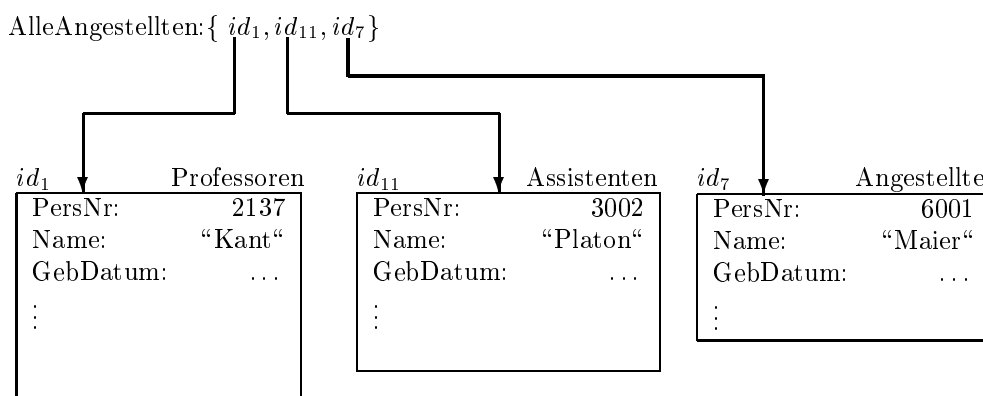 AlleAngestellten:{ id₁, id₁₁, id₇}
id₁ Professoren
PersNr: 2137
Name: “Kant“
GebDatum: ...
⋮
id₁₁ Assistenten
PersNr: 3002
Name: “Platon“
GebDatum: ...
⋮
id₇ Angestellte
PersNr: 6001
Name: “Maier“
GebDatum: ...
⋮